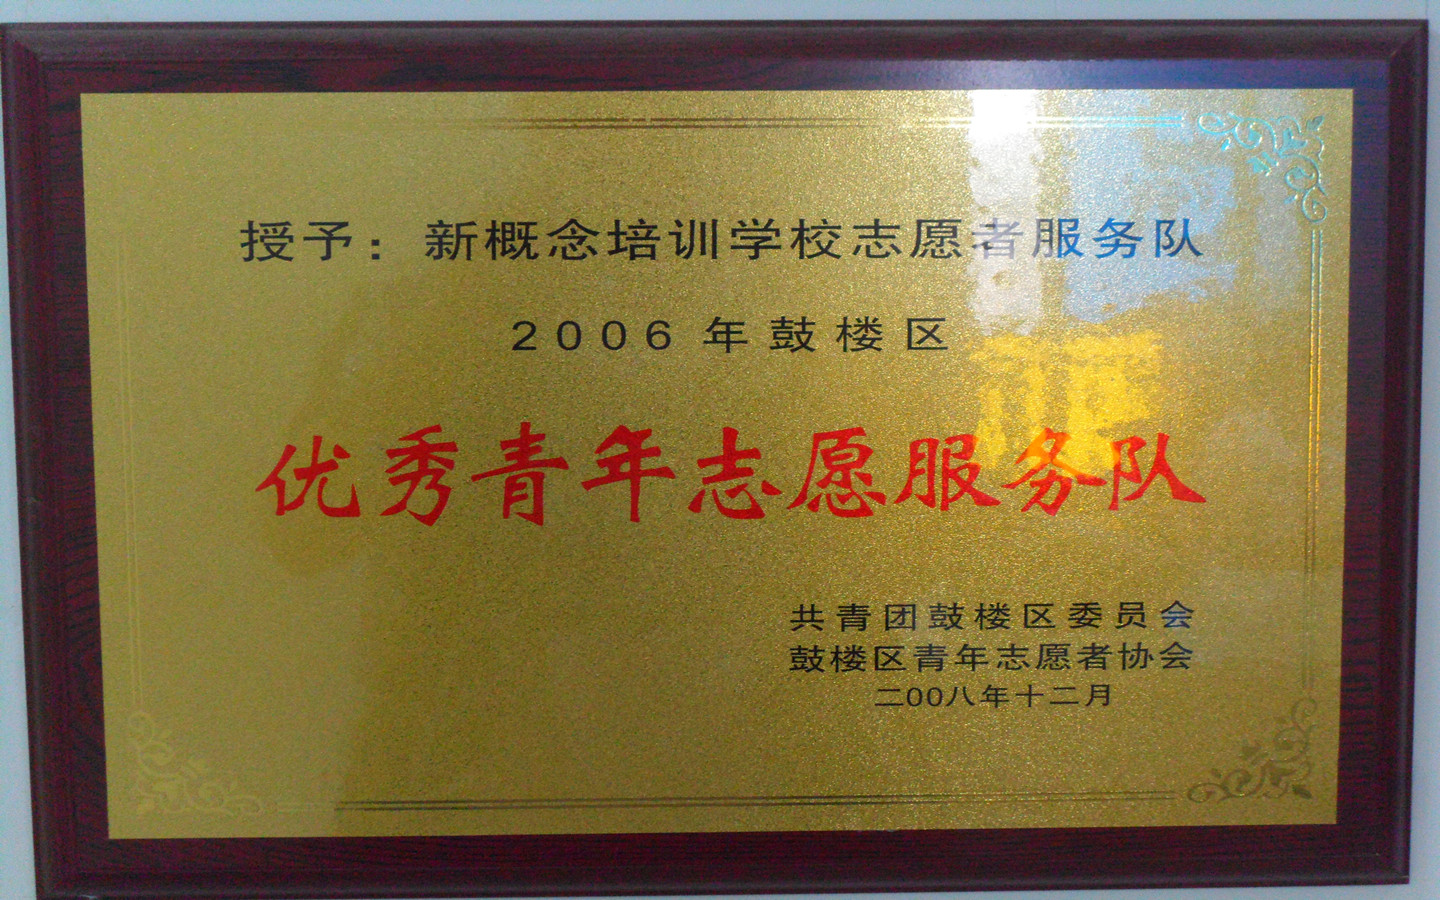 授予：新概念培训学校志愿者服务队
2006年鼓楼区
优秀青年志愿服务队
共青团鼓楼区委员会
鼓楼区青年志愿者协会
二00八年十二月